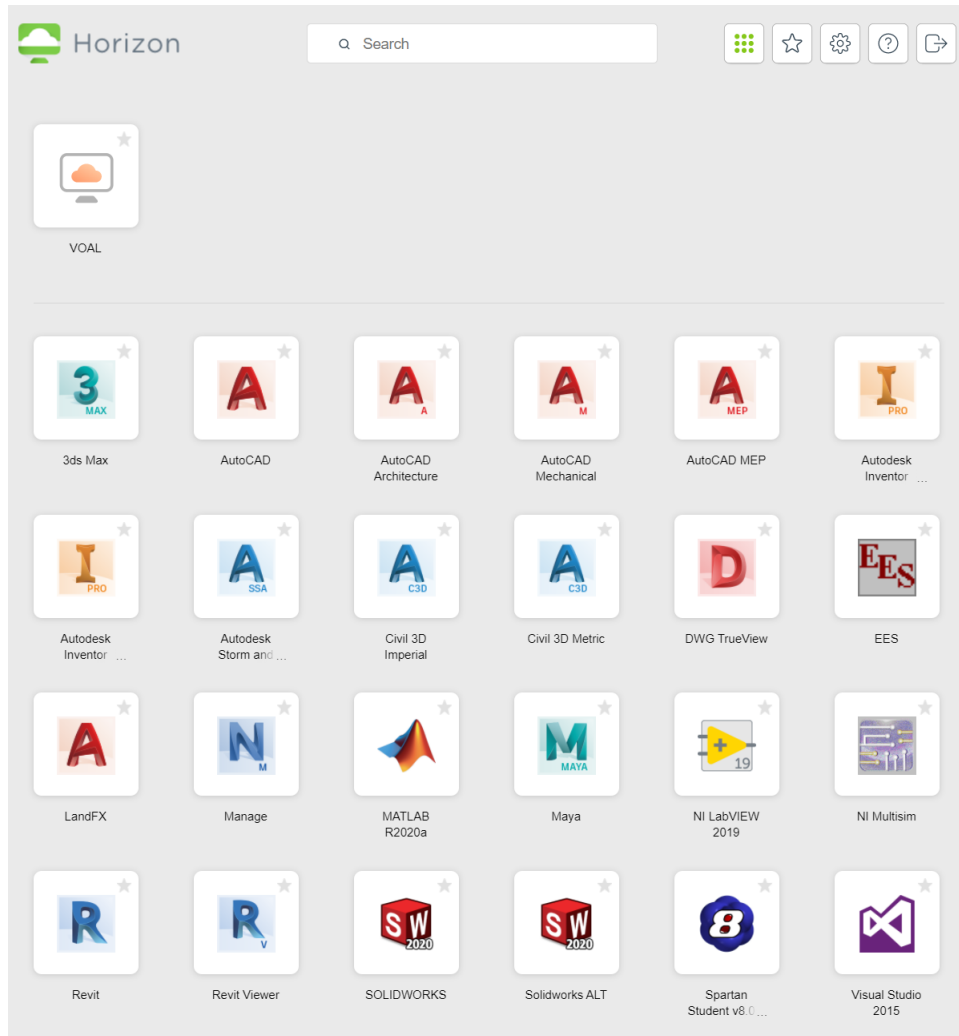 Horizon
Search
VOAL
3 MAX
A
A A
A M
A MEP
I PRO
3ds Max
AutoCAD
AutoCAD
Architecture
AutoCAD
Mechanical
AutoCAD MEP
Autodesk
Inventor ...
I PRO
A SSA
A C3D
A C3D
D
EES
Autodesk
Inventor ...
Autodesk
Storm and ...
Civil 3D
Imperial
Civil 3D Metric
DWG TrueView
EES
A
N M
M MAYA
19
LandFX
Manage
MATLAB
R2020a
Maya
NI LabVIEW
2019
NI Multisim
R
R V
SW 2020
SW 2020
8
Revit
Revit Viewer
SOLIDWORKS
Solidworks ALT
Spartan
Student v8.0...
Visual Studio
2015